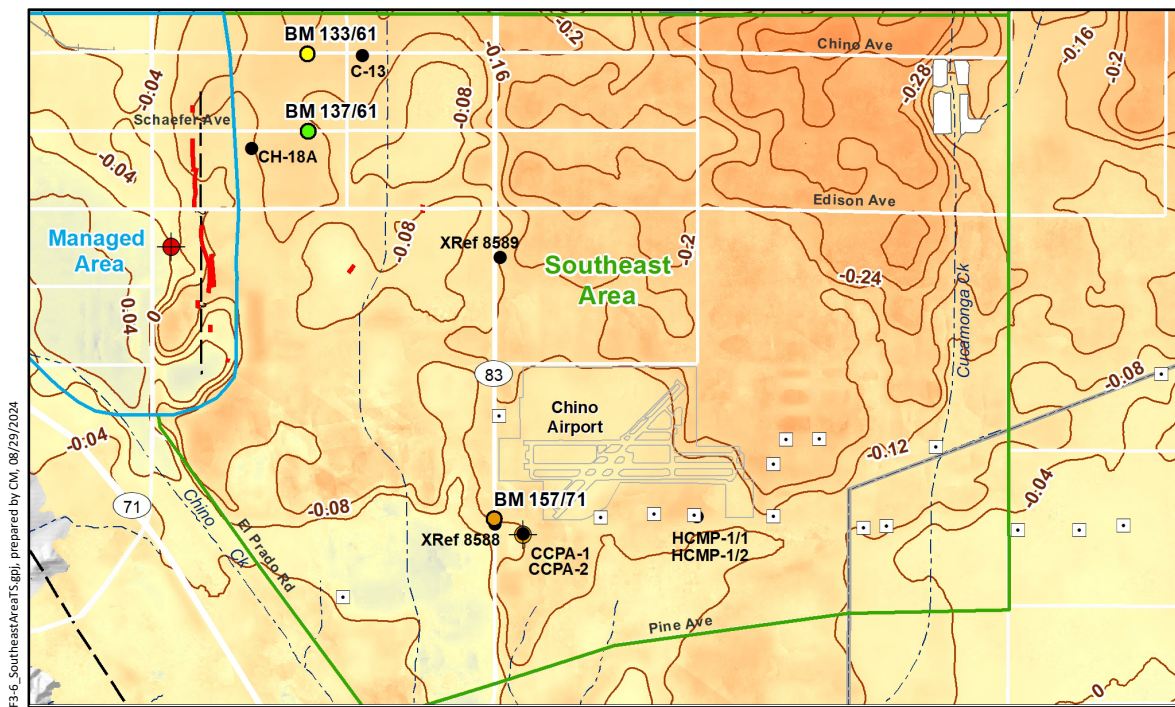 BM 133/61
C-13
-0.2
-0.16
Chino Ave
-0.28
-0.16
-0.2
-0.04
BM 137/61
-0.08
Schaefer Ave
CH-18A
-0.04
Edison Ave
Managed
Area
-0.08
XRef 8589
-0.2
Southeast
Area
-0.24
0.04
0
Cucamonga Ck
83
-0.08
Chino
Airport
-0.04
-0.12
-0.04
71
Chino
Ck
-0.08
El Prado Rd
BM 157/71
XRef 8588
CCPA-1
CCPA-2
HCMP-1/1
HCMP-1/2
Pine Ave
0
F3-6_SoutheastAreaTS.gpj, prepared by CM, 08/29/2024